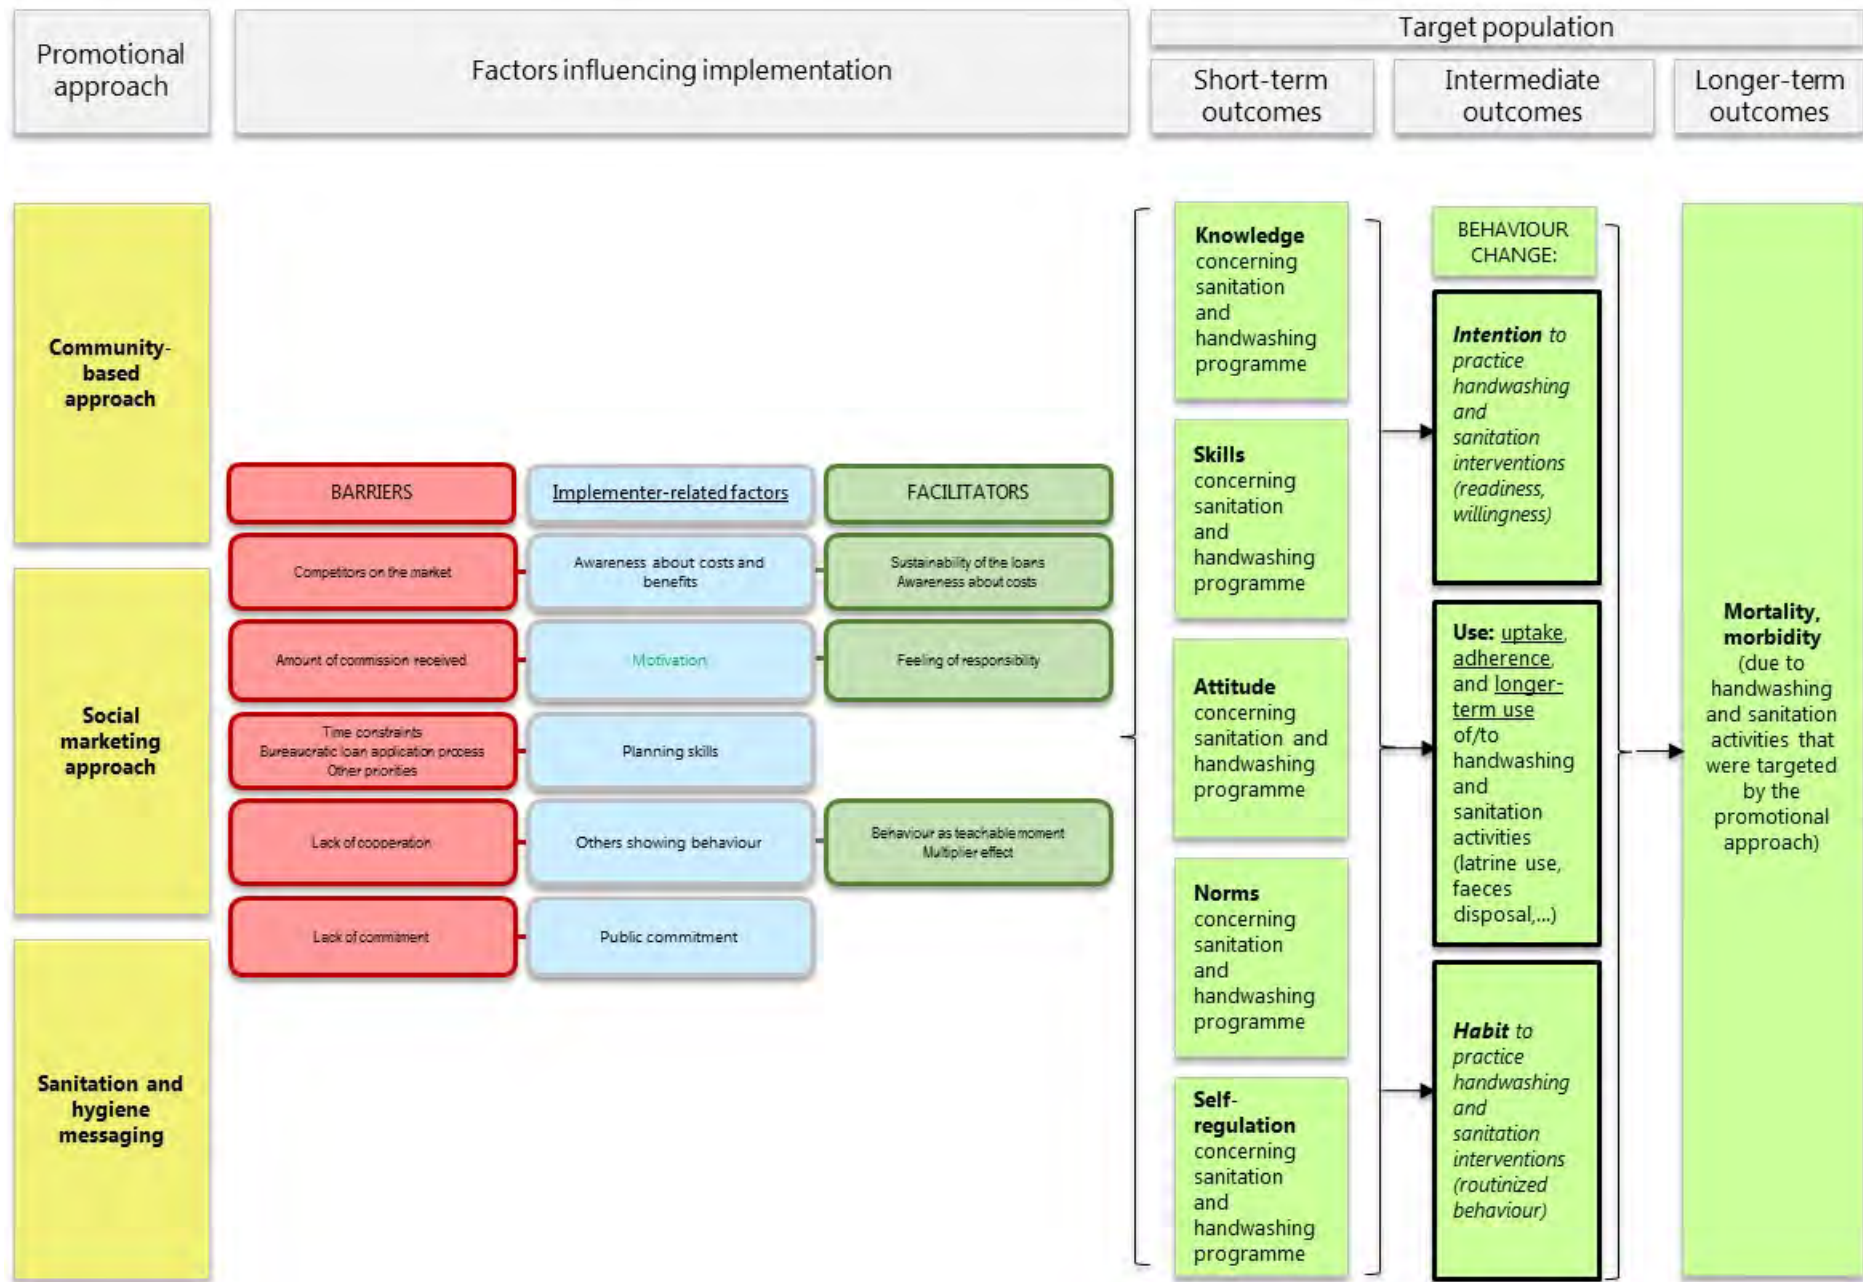 Promotional
approach
Factors influencing implementation
Target population
Short-term
outcomes
Intermediate
outcomes
Longer-term
outcomes
Community-
based
approach
Social
marketing
approach
Sanitation and
hygiene
messaging
BARRIERS
Implementer-related factors
FACILITATORS
Competitors on the market
Awareness about costs and
benefits
Sustainability of the loans
Awareness about costs
Amount of commission received
Motivation
Feeling of responsibility
Time constraints
Bureaucratic loan application process
Other priorities
Planning skills
Lack of cooperation
Others showing behaviour
Behaviour as teachable moment
Multiplier effect
Lack of commitment
Public commitment
Knowledge
concerning
sanitation
and
handwashing
programme
Skills
concerning
sanitation
and
handwashing
programme
Attitude
concerning
sanitation and
handwashing
programme
Norms
concerning
sanitation
and
handwashing
programme
Self-
regulation
concerning
sanitation
and
handwashing
programme
BEHAVIOUR
CHANGE:
Intention to
practice
handwashing
and
sanitation
interventions
(readiness,
willingness)
Use: uptake,
adherence,
and longer-
term use
of/to
handwashing
and
sanitation
activities
(latrine use,
faeces
disposal,...)
Habit to
practice
handwashing
and
sanitation
interventions
(routinized
behaviour)
Mortality,
morbidity
(due to
handwashing
and sanitation
activities that
were targeted
by the
promotional
approach)